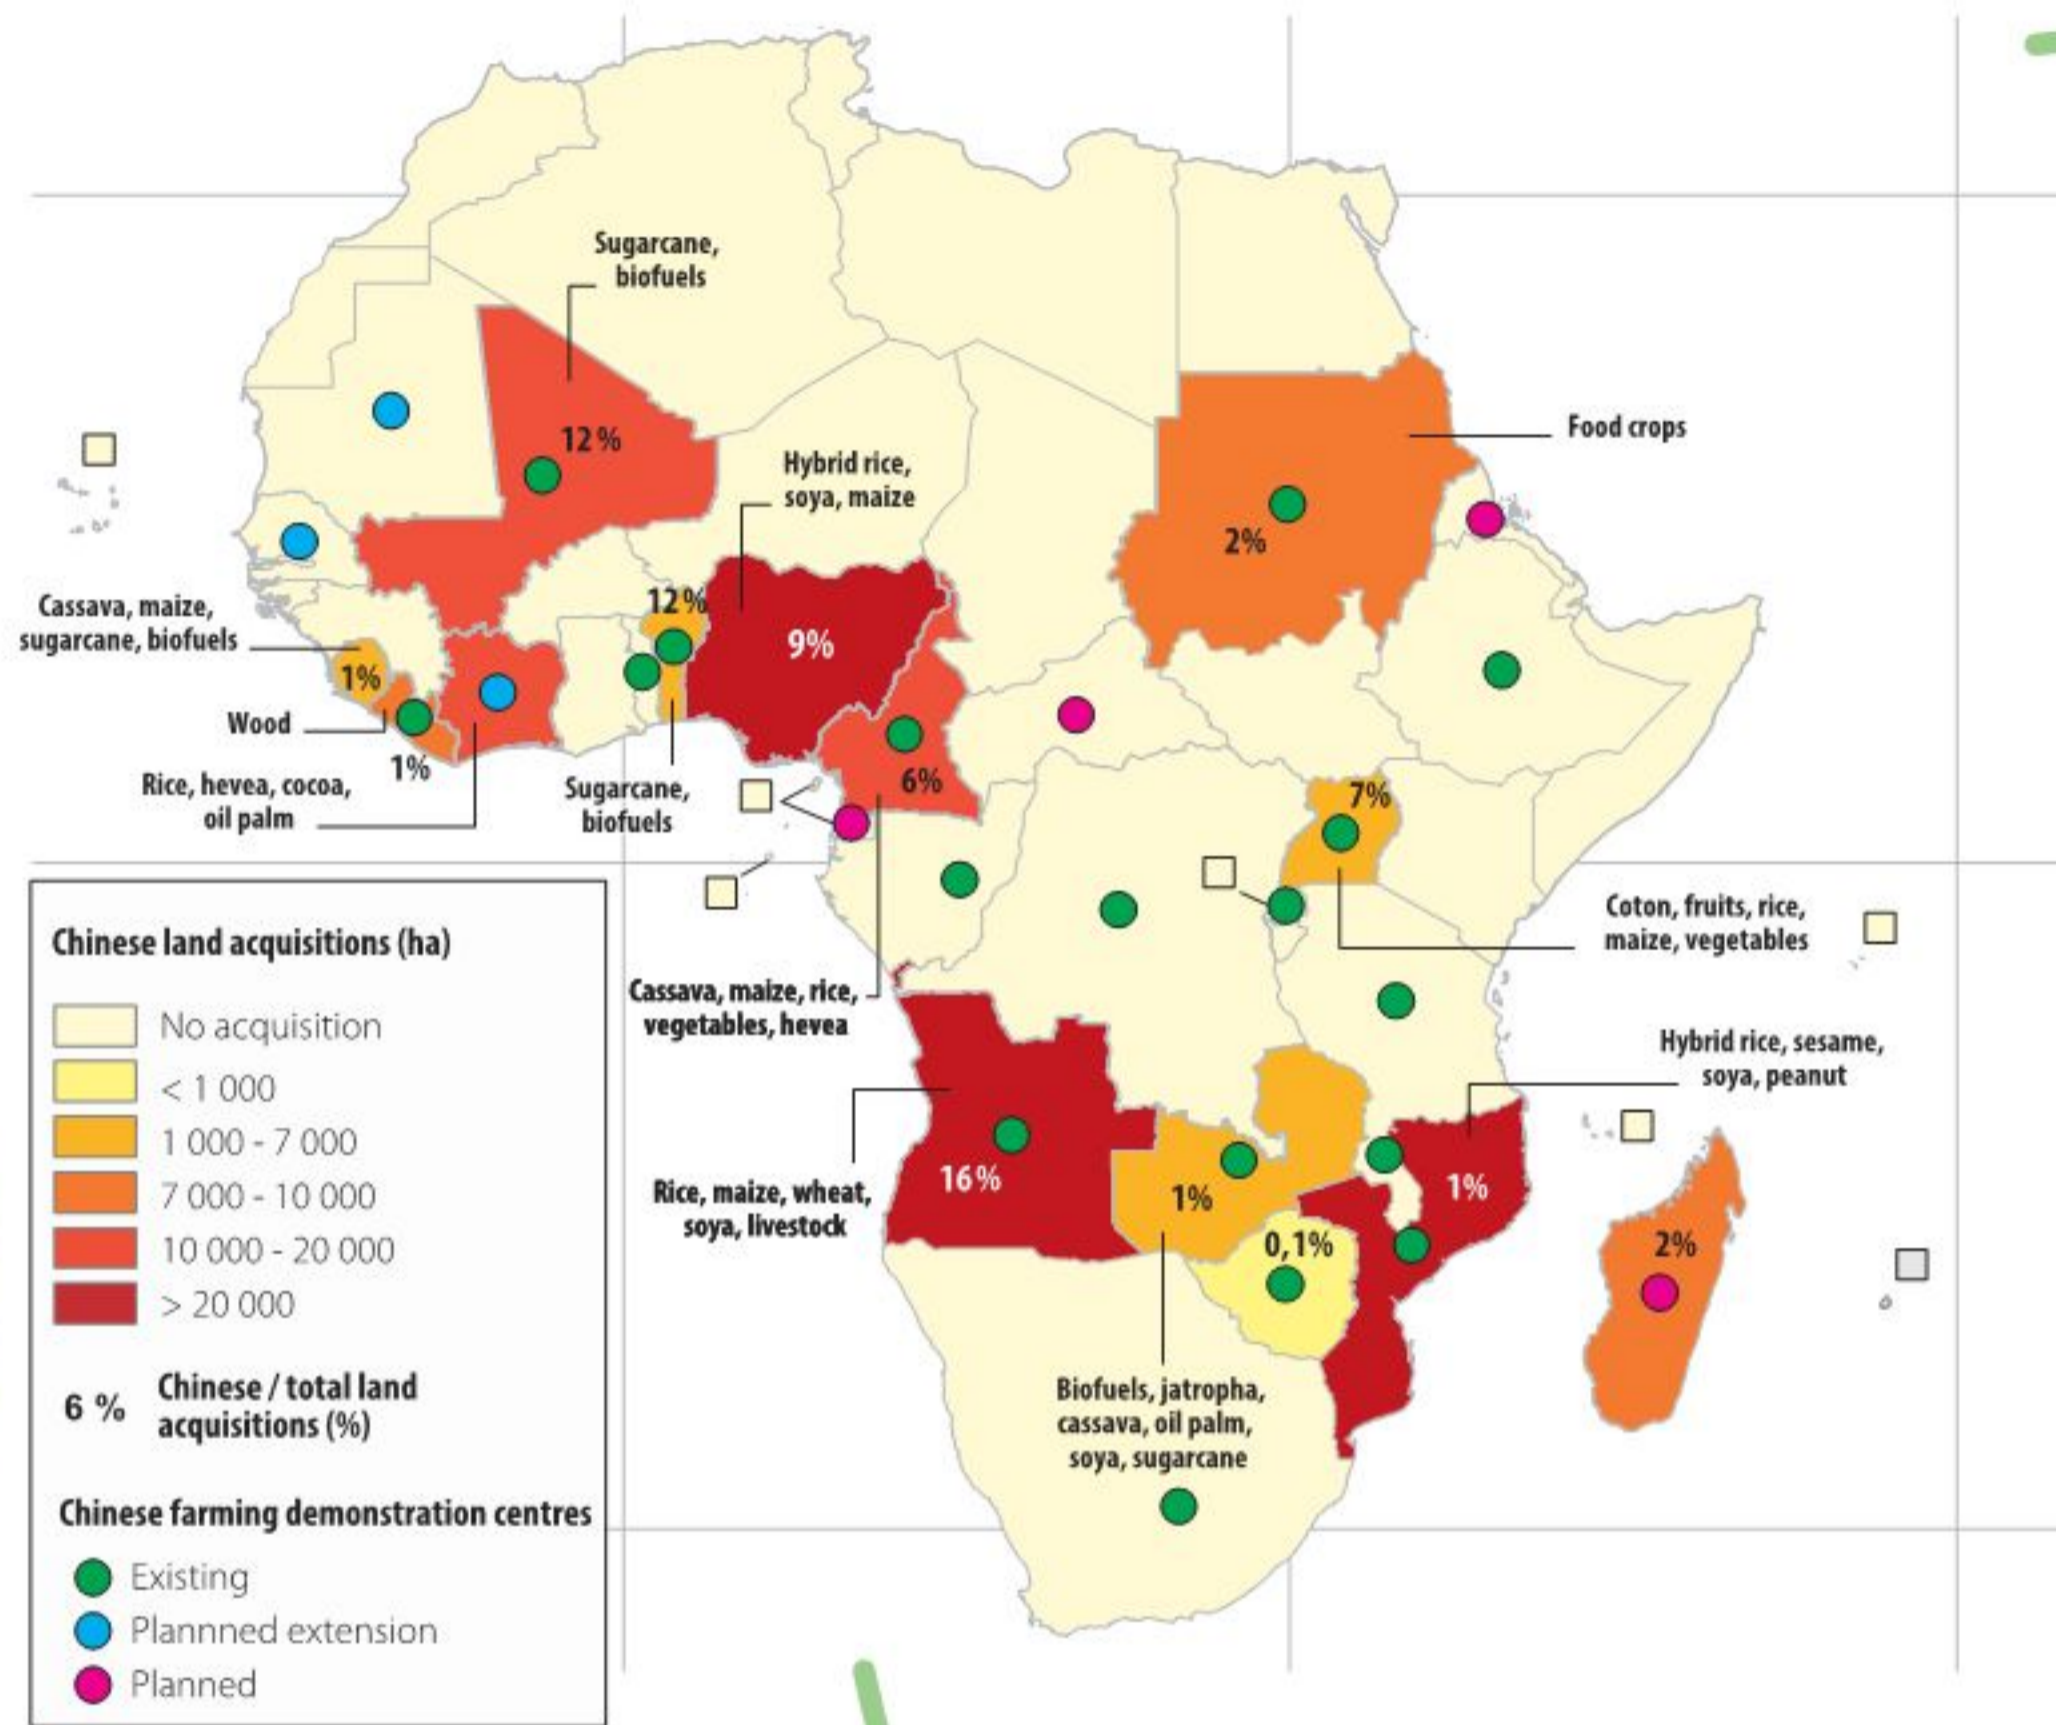 Sugarcane,
biofuels
12%
Hybrid rice,
soya, maize
Food crops
2%
Cassava, maize,
sugarcane, biofuels
12%
9%
1%
Wood
1%
Rice, hevea, cocoa,
oil palm
Sugarcane,
biofuels
6%
7%
Coton, fruits, rice,
maize, vegetables
Cassava, maize, rice,
vegetables, hevea
Hybrid rice, sesame,
soya, peanut
Rice, maize, wheat,
soya, livestock
16%
1%
1%
0,1%
2%
Biofuels, jatropha,
cassava, oil palm,
soya, sugarcane
Chinese land acquisitions (ha)
No acquisition
< 1 000
1 000 - 7 000
7 000 - 10 000
10 000 - 20 000
> 20 000
6 % Chinese / total land
acquisitions (%)
Chinese farming demonstration centres
Existing
Plannned extension
Planned